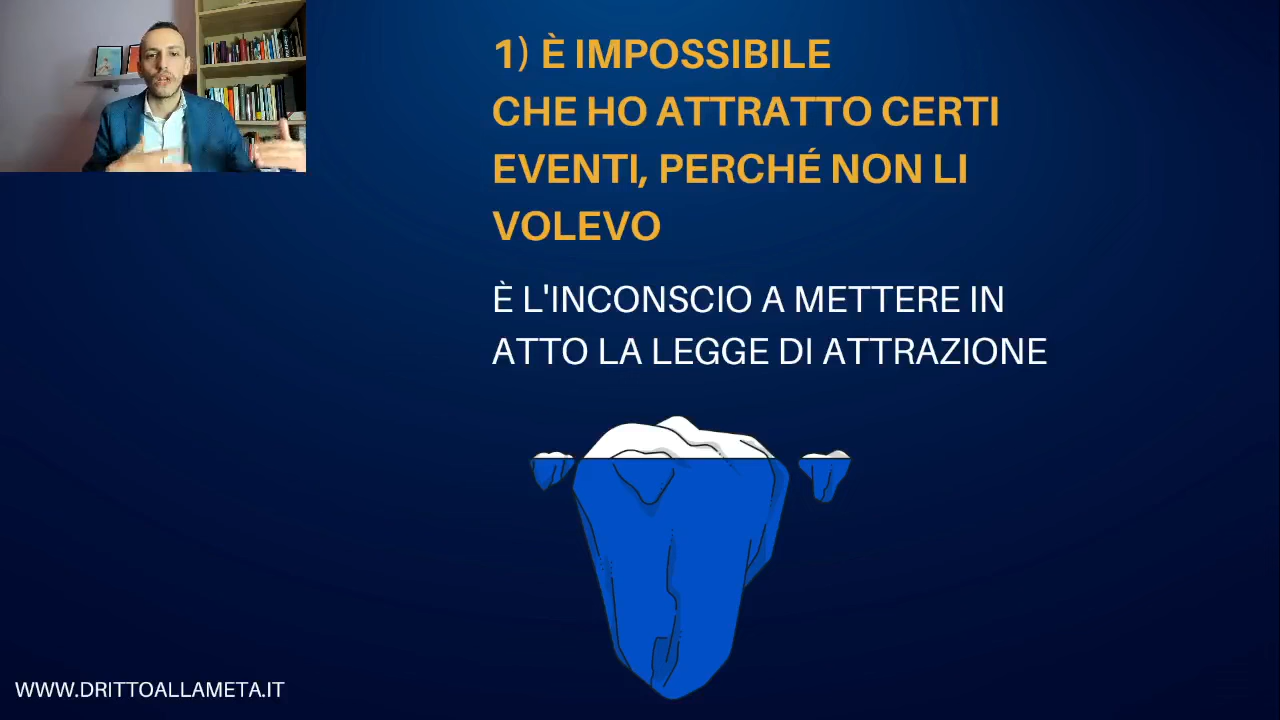 1) È IMPOSSIBILE
CHE HO ATTRATTO CERTI
EVENTI, PERCHÉ NON LI
VOLEVO
È L'INCONSCIO A METTERE IN
ATTO LA LEGGE DI ATTRAZIONE
WWW.DRITTOALLAMETA.IT